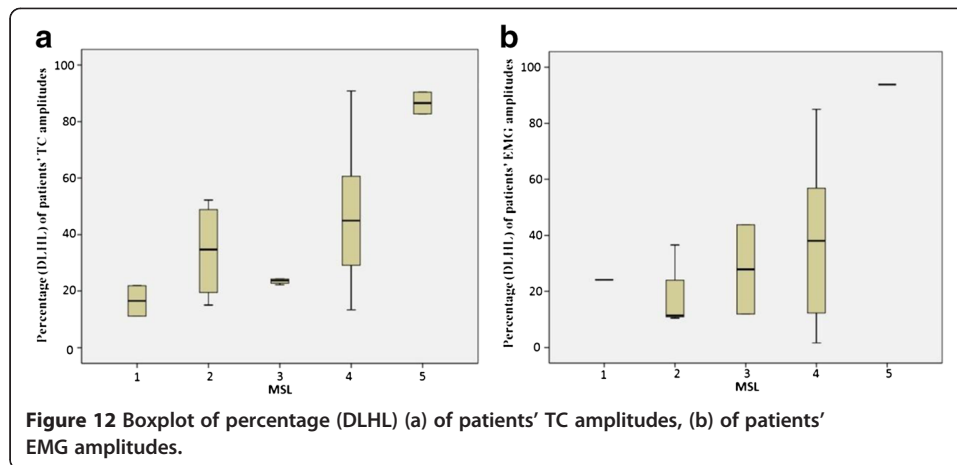 a
Percentage (DLHL) of patients' TC amplitudes
100
80
60
40
20
0
1 2 3 4 5
MSL
b
Percentage (DLHL) of patients' EMG amplitudes
100
80
60
40
20
0
1 2 3 4 5
MSL
Figure 12 Boxplot of percentage (DLHL) (a) of patients' TC amplitudes, (b) of patients'
EMG amplitudes.